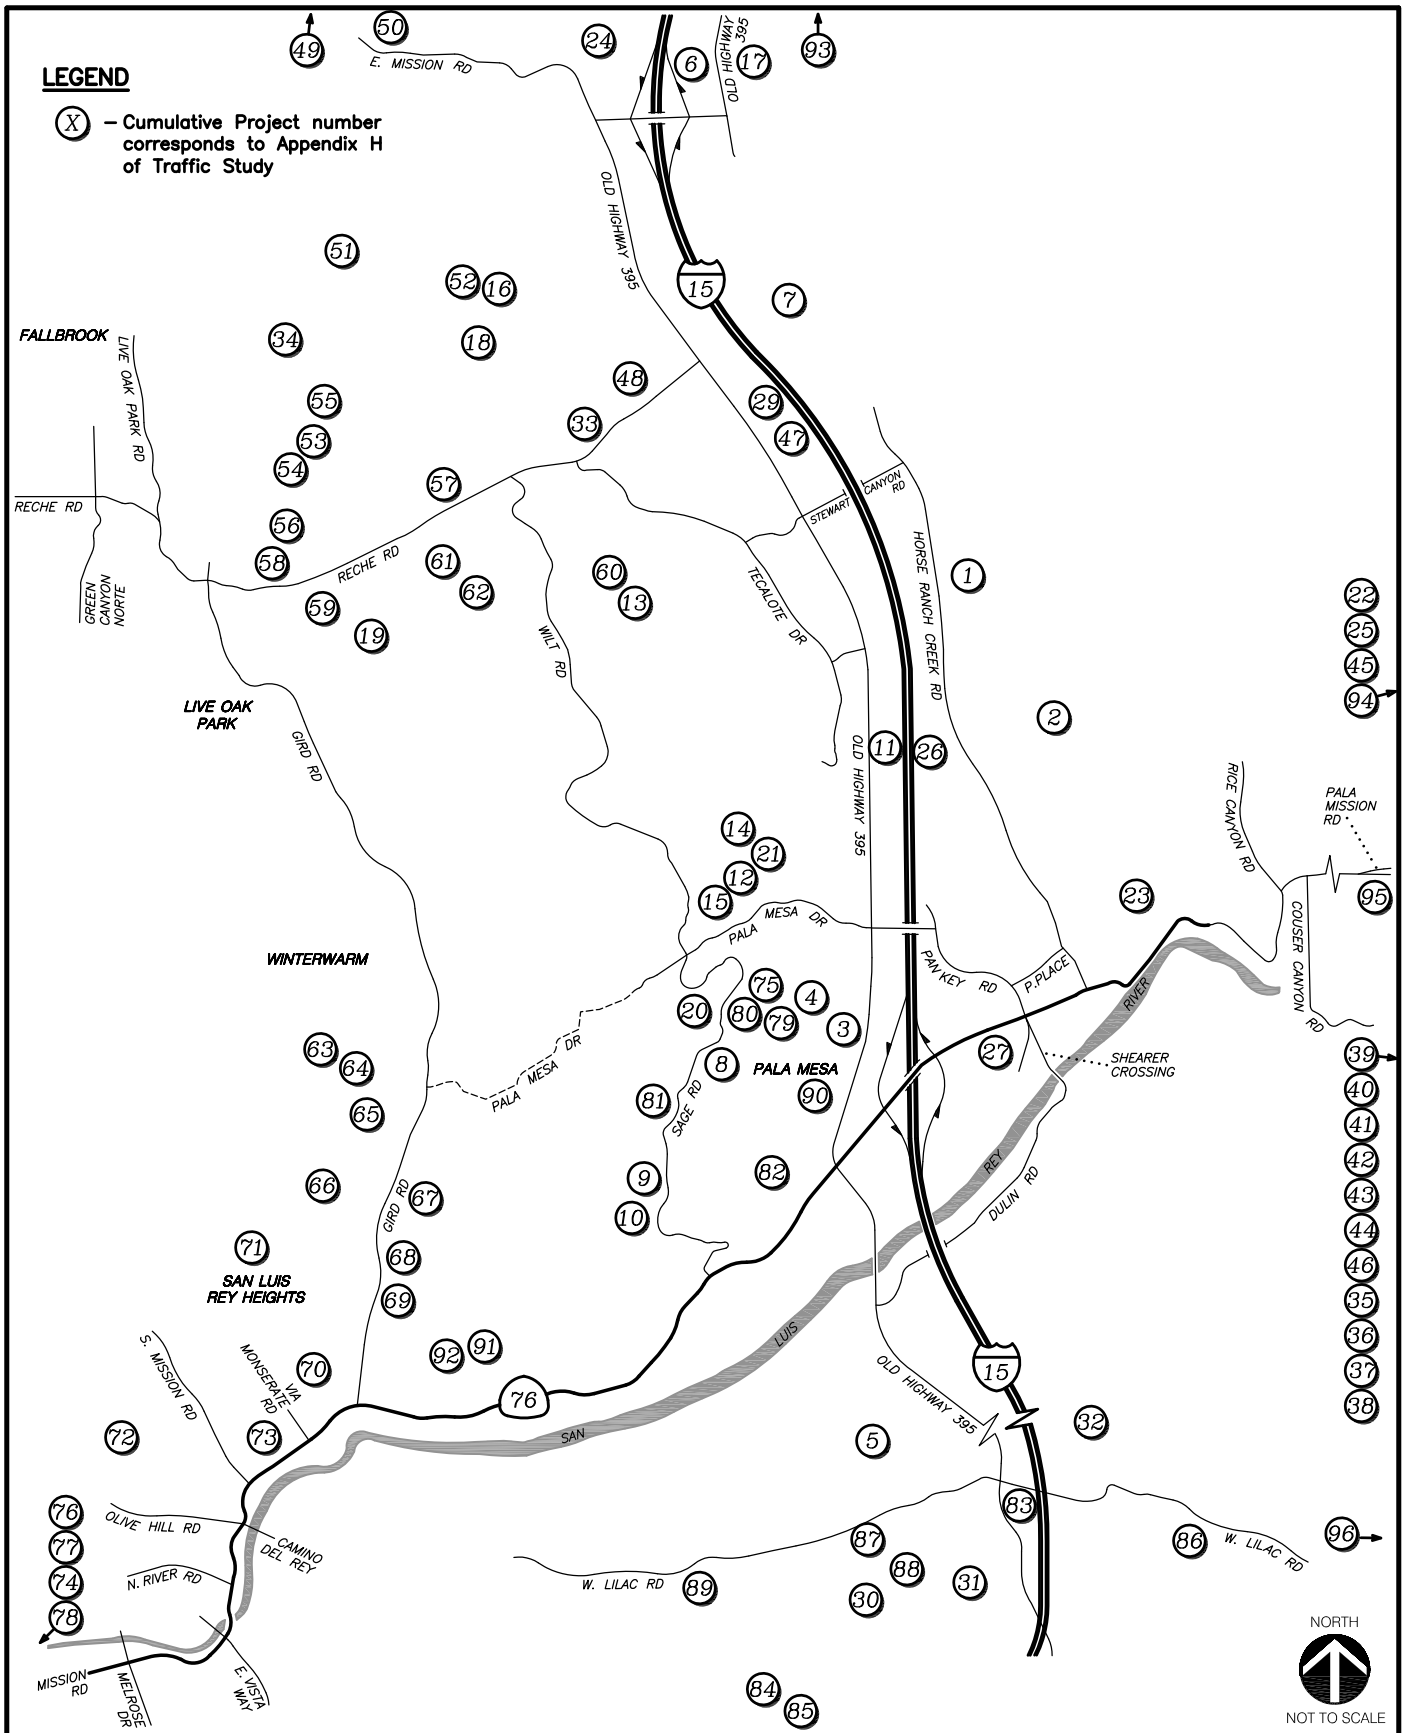 LEGEND
X – Cumulative Project number
corresponds to Appendix H
of Traffic Study
49
50
24
6
17
93
E. MISSION RD
OLD HIGHWAY
395
OLD HIGHWAY 395
51
52
16
15
7
FALLBROOK
LIVE OAK PARK RD
34
18
48
55
29
33
47
53
54
57
RECHE RD
STEWART
CANYON
RD
56
58
RECHE RD
61
60
TECALOTE DR
HORSE RANCH CREEK RD
1
GREEN
CANYON
NORTE
59
62
13
19
WILT RD
22
25
45
94
LIVE OAK
PARK
GIRD RD
2
11
26
OLD HIGHWAY 395
RICE CANYON RD
PALA
MISSION
RD
14
21
12
15
23
95
PALA MESA DR
COUSER CANYON RD
WINTERWARM
PAN KEY RD
P.PLACE
RIVER
75
4
20
80
79
3
63
64
PALA MESA DR
8
PALA MESA
27
SHEARER
CROSSING
39
40
41
42
43
44
46
35
36
37
38
65
81
SAGE RD
90
66
GIRD RD
67
9
82
REY
DULIN RD
10
71
68
SAN LUIS
REY HEIGHTS
69
S. MISSION RD
VIA
MONSERATE
RD
70
92
91
LUIS
OLD HIGHWAY 395
15
76
72
73
SAN
5
32
76
77
74
78
OLIVE HILL RD
CAMINO
DEL REY
83
87
86
W. LILAC RD
96
N. RIVER RD
W. LILAC RD
89
88
30
31
MISSION
RD
MELROSE
DR
E. VISTA
WAY
84
85
NORTH
NOT TO SCALE